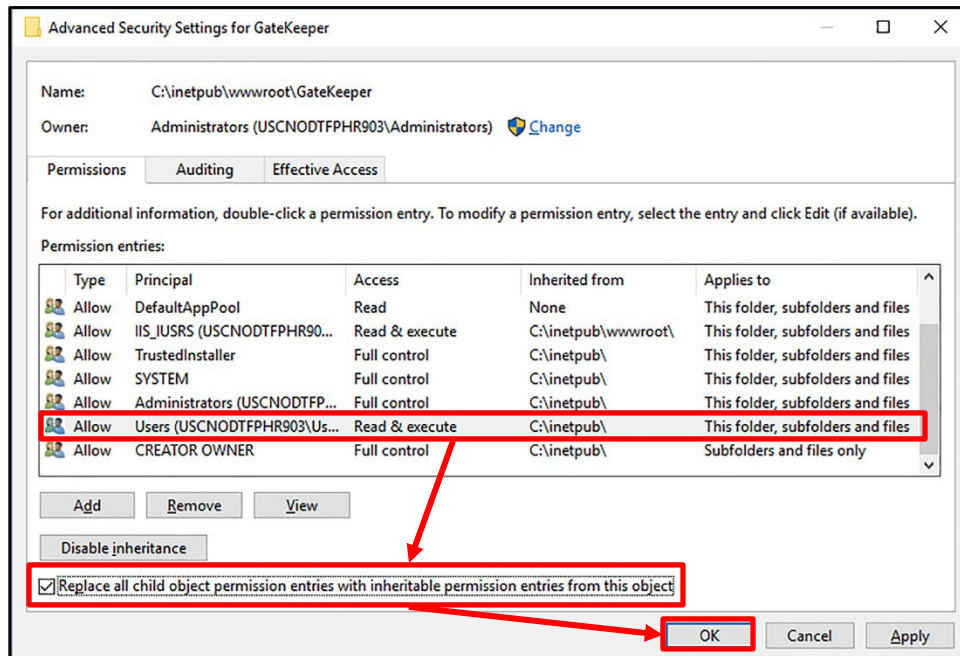 Advanced Security Settings for GateKeeper
Name: C:\inetpub\wwwroot\GateKeeper
Owner: Administrators (USCNODTFPHR903\Administrators) Change
Permissions Auditing Effective Access
For additional information, double-click a permission entry. To modify a permission entry, select the entry and click Edit (if available).
Permission entries:
Type Principal Access Inherited from Applies to
Allow DefaultAppPool Read None This folder, subfolders and files
Allow IIS_IUSRS (USCNODTFPHR90... Read & execute C:\inetpub\wwwroot\ This folder, subfolders and files
Allow TrustedInstaller Full control C:\inetpub\ This folder, subfolders and files
Allow SYSTEM Full control C:\inetpub\ This folder, subfolders and files
Allow Administrators (USCNODTFP... Full control C:\inetpub\ This folder, subfolders and files
Allow Users (USCNODTFPHR903\Us... Read & execute C:\inetpub\ This folder, subfolders and files
Allow CREATOR OWNER Full control C:\inetpub\ Subfolders and files only
Add Remove View
Disable inheritance
Replace all child object permission entries with inheritable permission entries from this object
OK Cancel Apply